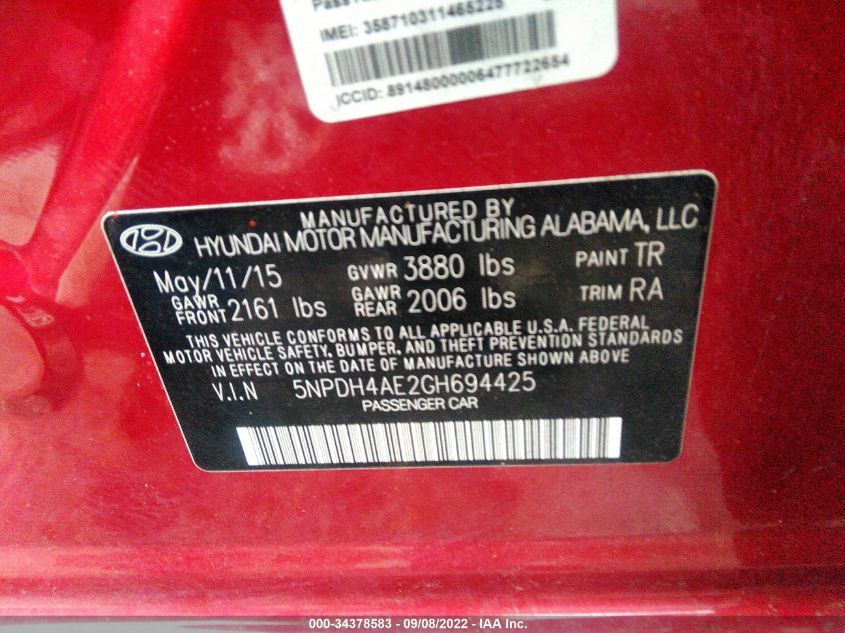 IMEI: 358710311465225
ICCID: 89148000006477722654
MANUFACTURED BY
HYUNDAI MOTOR MANUFACTURING ALABAMA, LLC
May/11/15 GVWR 3880 lbs PAINT TR
GAWR FRONT 2161 lbs GAWR REAR 2006 lbs TRIM RA
THIS VEHICLE CONFORMS TO ALL APPLICABLE U.S.A. FEDERAL
MOTOR VEHICLE SAFETY, BUMPER, AND THEFT PREVENTION STANDARDS
IN EFFECT ON THE DATE OF MANUFACTURE SHOWN ABOVE
V.I.N 5NPDH4AE2GH694425
PASSENGER CAR
000-34378583 - 09/08/2022 - IAA Inc.